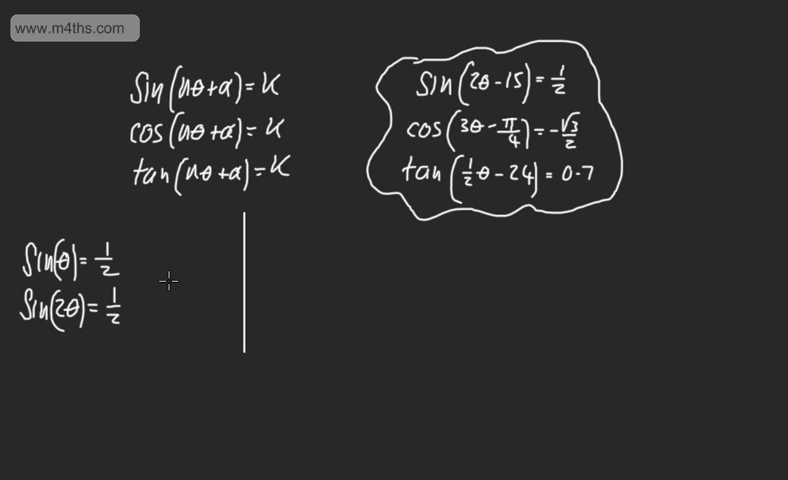 www.m4ths.com
Sin(nθ+α)=K
cos(nθ+α)=K
tan(nθ+α)=K
Sin(2θ-15)=1/2
cos(3θ-π/4)=-√3/2
tan(1/2θ-24)=0.7
Sin(θ)=1/2
Sin(2θ)=1/2